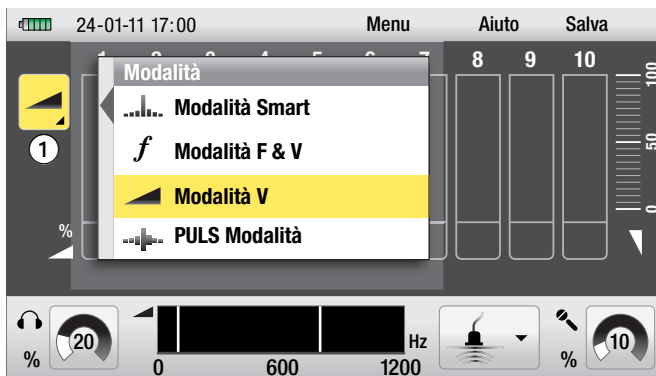 24-01-11 17:00 Menu Aiuto Salva
8 9 10
Modalità
Modalità Smart
f Modalità F & V
Modalità V
PULS Modalità
1
100
50
0
%
20
%
Hz
0 600 1200
10
%